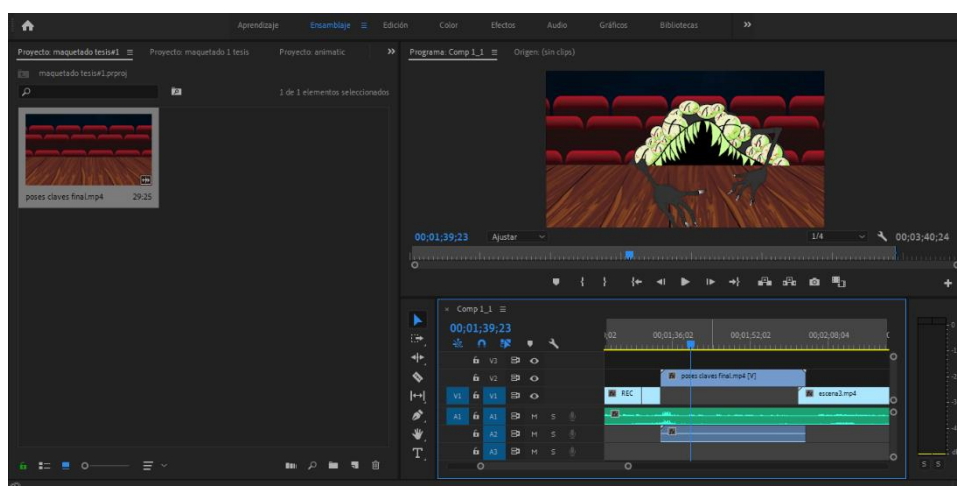 Aprendizaje Ensamblaje Edición Color Efectos Audio Gráficos Bibliotecas
Proyecto: maquetado tesis#1 Proyecto: maquetado 1 tesis Proyecto: animatic
Programa: Comp 1_1 Origen: (sin clips)
maquetado tesis#1.prproj
1 de 1 elementos seleccionados
poses claves final.mp4 29:25
00;01;39;23 Ajustar 1/4 00;03;40;24
Comp 1_1
00;01;39;23
;02 00;01;36;02 00;01;52;02 00;02;08;04
V3
V2 poses claves final.mp4 [V]
V1 V1 REC escena3.mp4
A1 A1 M S
A2 M S
A3 M S
S S